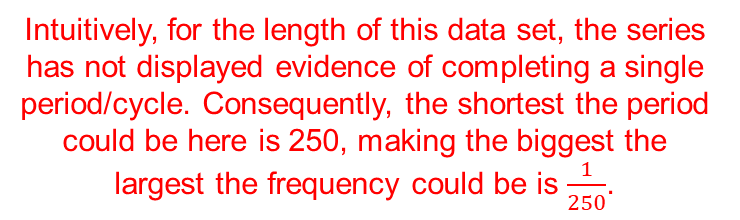 Intuitively, for the length of this data set, the series
has not displayed evidence of completing a single
period/cycle. Consequently, the shortest the period
could be here is 250, making the biggest the
largest the frequency could be is 1/250.